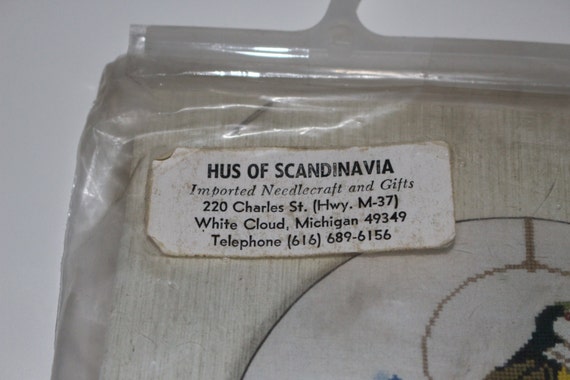 HUS OF SCANDINAVIA
Imported Needlecraft and Gifts
220 Charles St. (Hwy. M-37)
White Cloud, Michigan 49349
Telephone (616) 689-6156